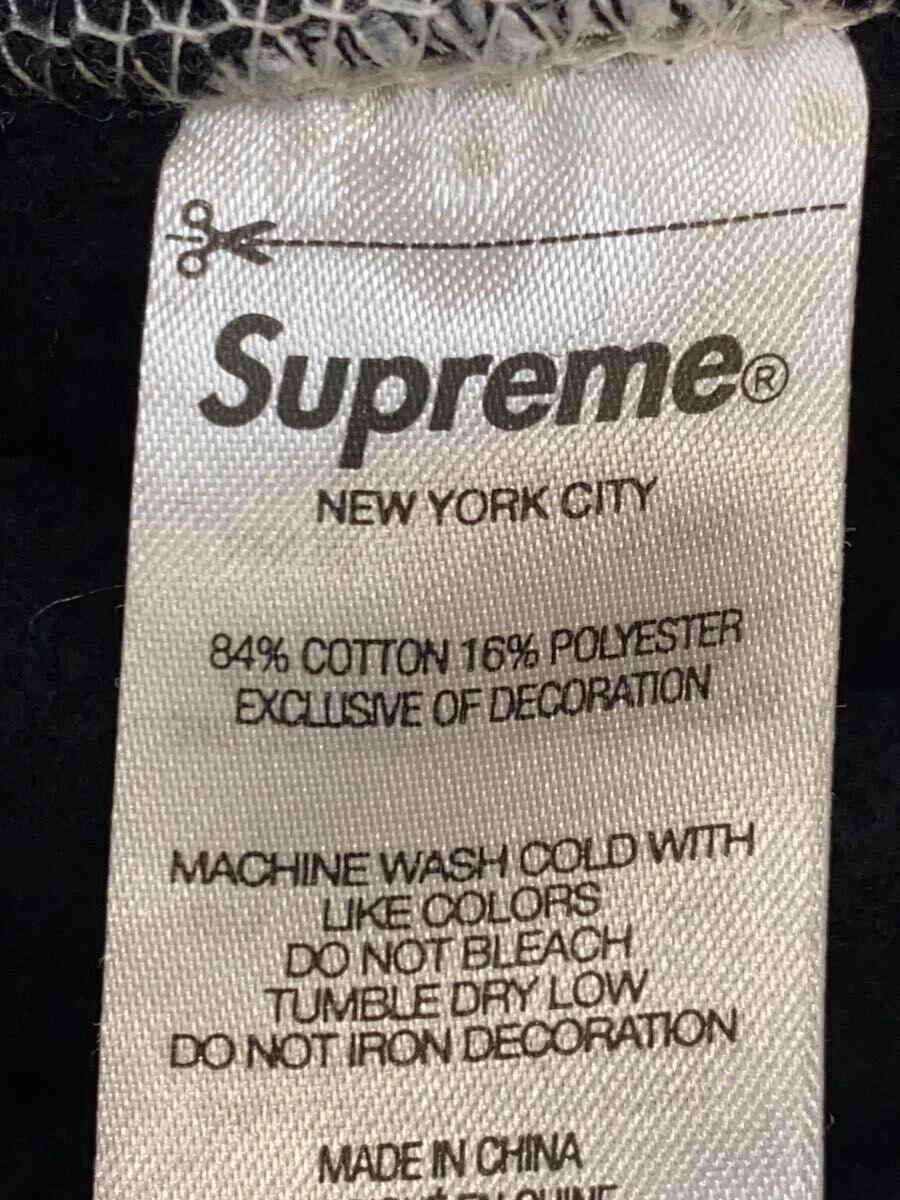 Supreme®
NEW YORK CITY
84% COTTON 16% POLYESTER
EXCLUSIVE OF DECORATION
MACHINE WASH COLD WITH
LIKE COLORS
DO NOT BLEACH
TUMBLE DRY LOW
DO NOT IRON DECORATION
MADE IN CHINA